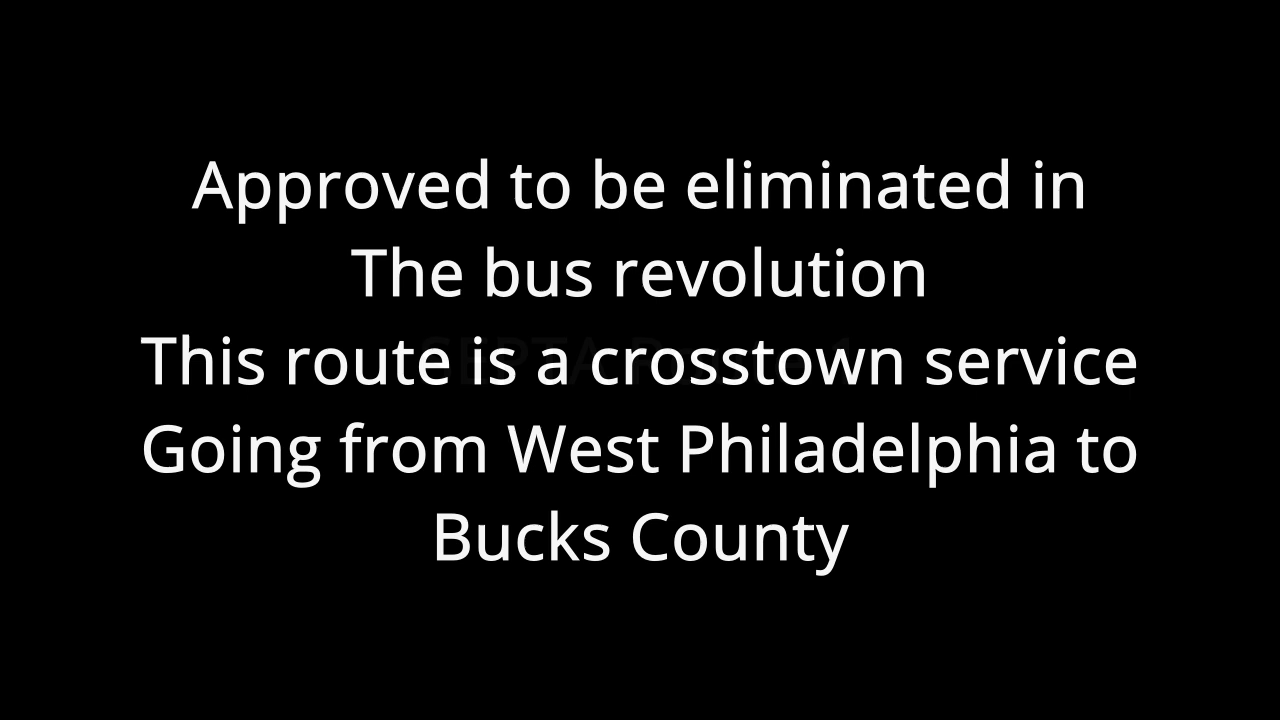 Approved to be eliminated in
The bus revolution
This route is a crosstown service
Going from West Philadelphia to
Bucks County